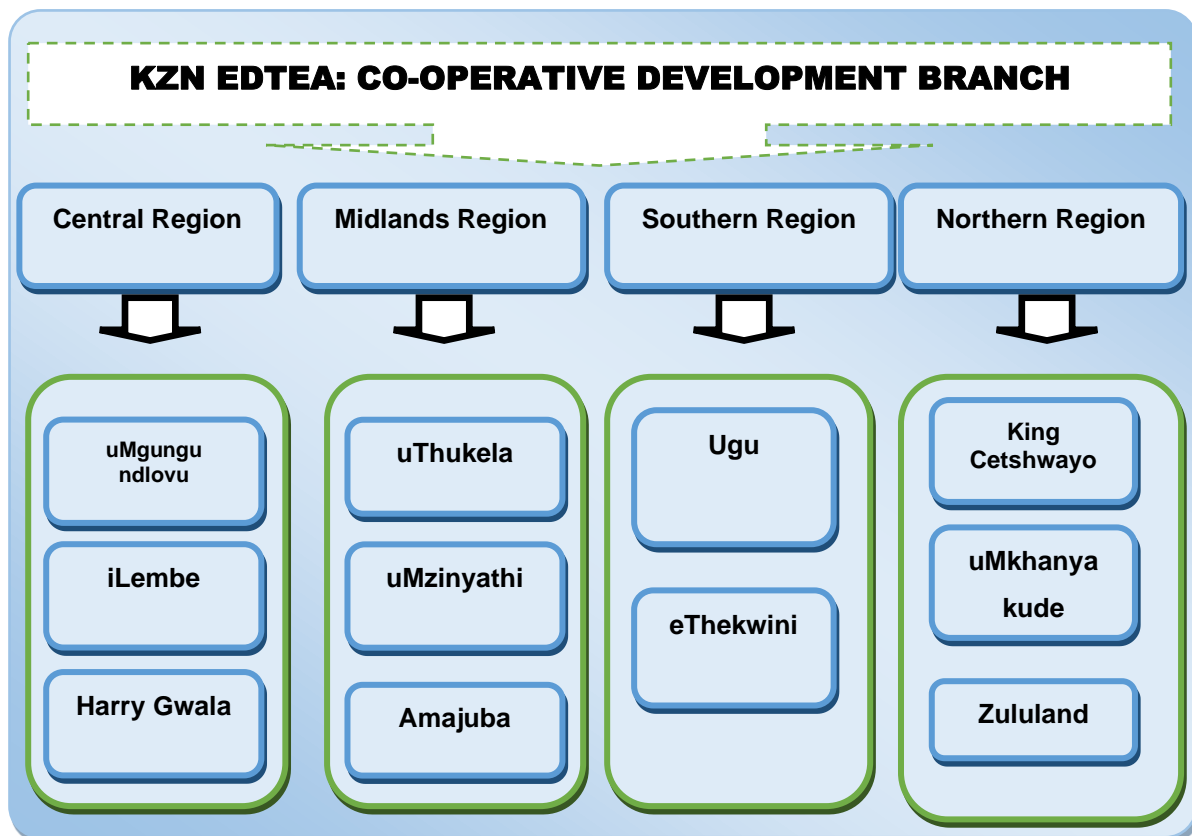 KZN EDTEA: CO-OPERATIVE DEVELOPMENT BRANCH
Central Region
Midlands Region
Southern Region
Northern Region
uMgungu
ndlovu
iLembe
Harry Gwala
uThukela
uMzinyathi
Amajuba
Ugu
eThekwini
King
Cetshwayo
uMkhanya
kude
Zululand